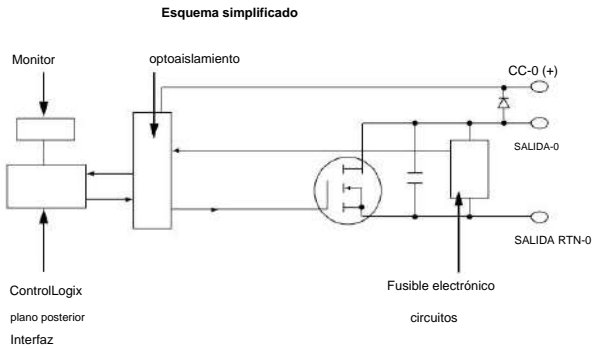 Esquema simplificado
Monitor
optoaislamiento
CC-0 (+)
SALIDA-0
SALIDA RTN-0
ControlLogix
plano posterior
Interfaz
Fusible electrónico
circuitos